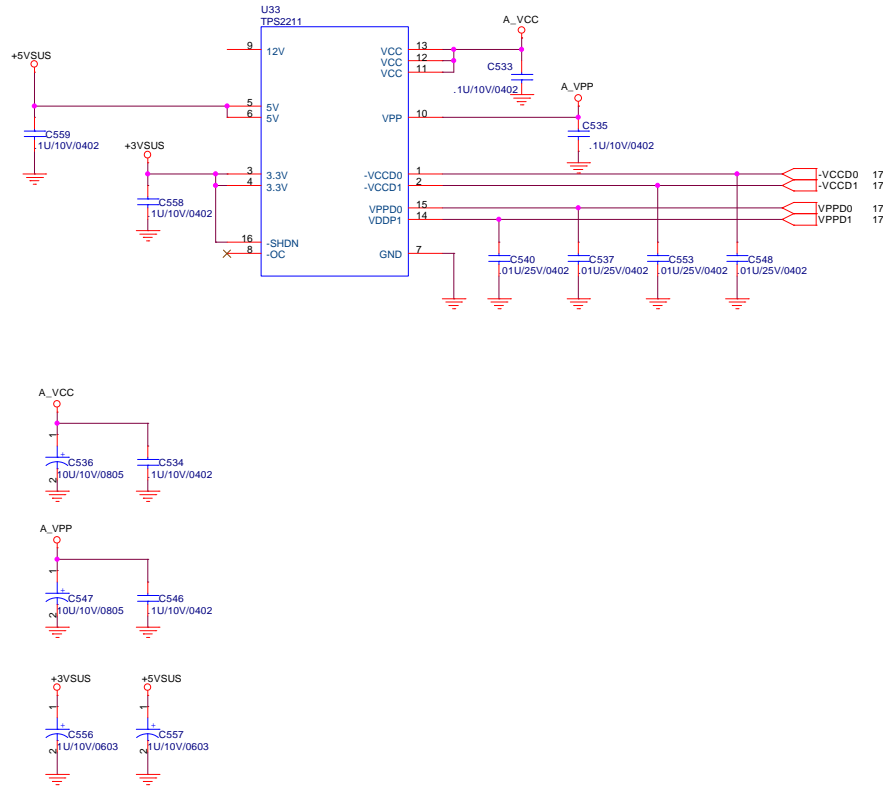 U33
TPS2211
A_VCC
9
12V
VCC
13
VCC
12
VCC
11
+5VSUS
C533
.1U/10V/0402
A_VPP
5
5V
6
5V
VPP
10
C535
.1U/10V/0402
C559
.1U/10V/0402
+3VSUS
3
3.3V
4
3.3V
-VCCD0
1
-VCCD1
2
-VCCD0 17
-VCCD1 17
C558
.1U/10V/0402
VPPD0
15
VDDP1
14
VPPD0 17
VPPD1 17
16
-SHDN
8
-OC
GND
7
C540
.01U/25V/0402
C537
.01U/25V/0402
C553
.01U/25V/0402
C548
.01U/25V/0402
A_VCC
1
+
C536
10U/10V/0805
2
C534
.1U/10V/0402
A_VPP
1
+
C547
10U/10V/0805
2
C546
.1U/10V/0402
+3VSUS
1
+
C556
1U/10V/0603
2
+5VSUS
1
+
C557
1U/10V/0603
2